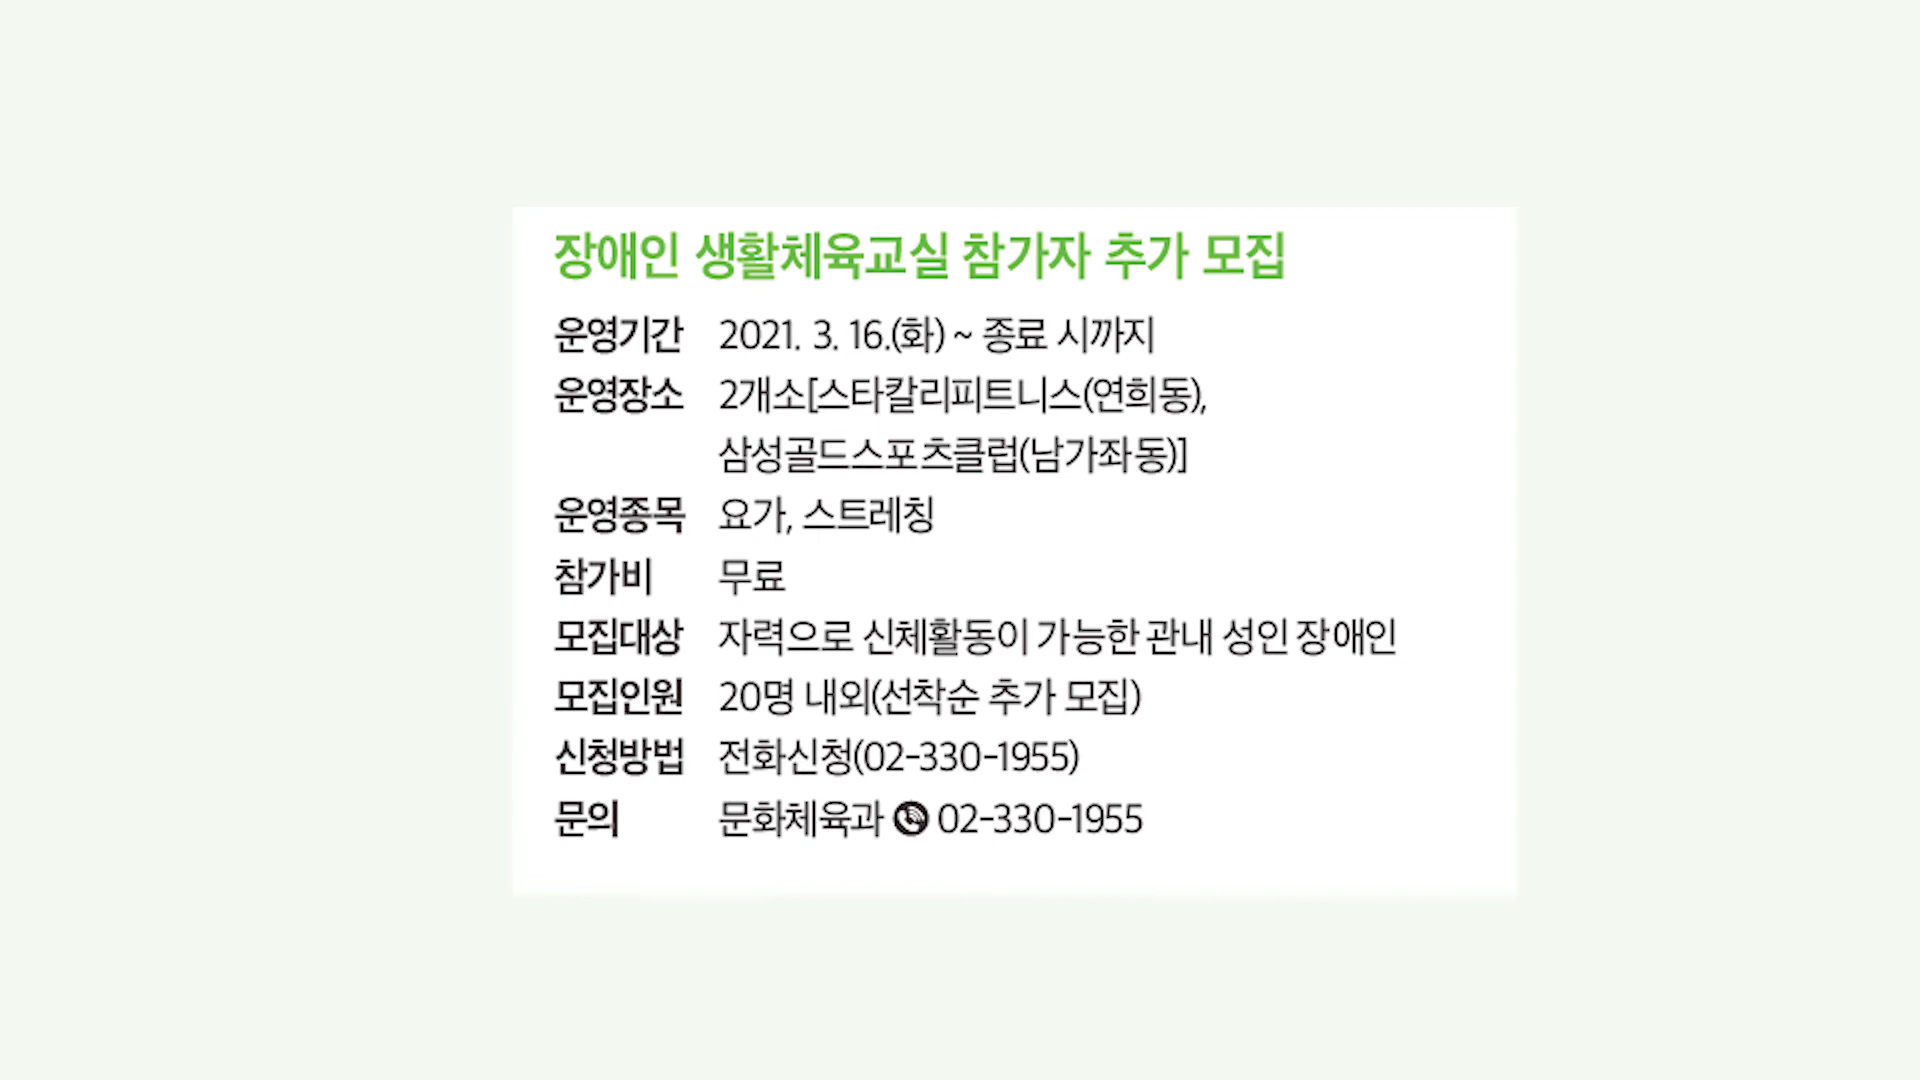 장애인 생활체육교실 참가자 추가 모집
운영기간 2021. 3. 16.(화) ~ 종료 시까지
운영장소 2개소[스타칼리피트니스(연희동),
삼성골드스포츠클럽(남가좌동)]
운영종목 요가, 스트레칭
참가비 무료
모집대상 자력으로 신체활동이 가능한 관내 성인 장애인
모집인원 20명 내외(선착순 추가 모집)
신청방법 전화신청(02-330-1955)
문의 문화체육과 02-330-1955